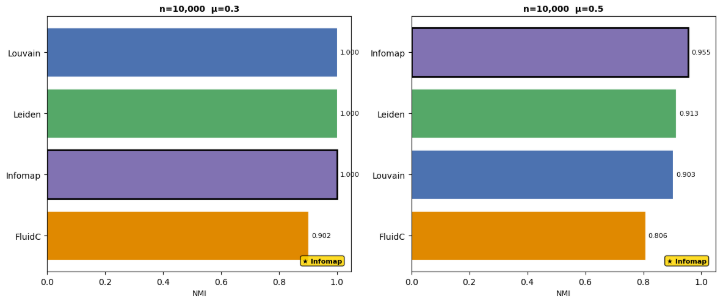 n=10,000  μ=0.3
Louvain
1.000
Leiden
1.000
Infomap
1.000
FluidC
0.902
★ Infomap
0.0 0.2 0.4 0.6 0.8 1.0
NMI
n=10,000  μ=0.5
Infomap
0.955
Leiden
0.913
Louvain
0.903
FluidC
0.806
★ Infomap
0.0 0.2 0.4 0.6 0.8 1.0
NMI